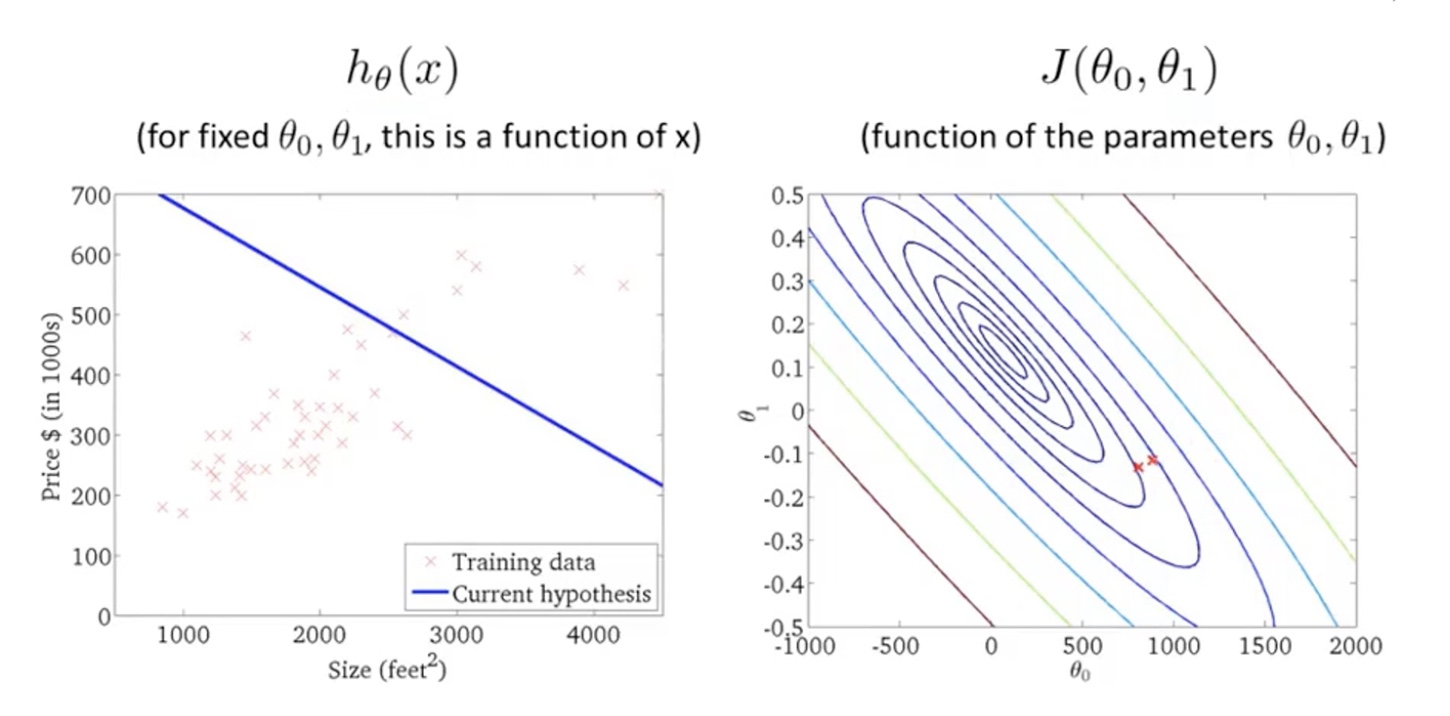 hθ(x)
(for fixed θ0, θ1, this is a function of x)
700
600
500
400
300
200
100
0
Price $ (in 1000s)
1000 2000 3000 4000
Size (feet²)
Training data
Current hypothesis
J(θ0, θ1)
(function of the parameters θ0, θ1)
0.5
0.4
0.3
0.2
0.1
0
-0.1
-0.2
-0.3
-0.4
-0.5
θ1
-1000 -500 0 500 1000 1500 2000
θ0